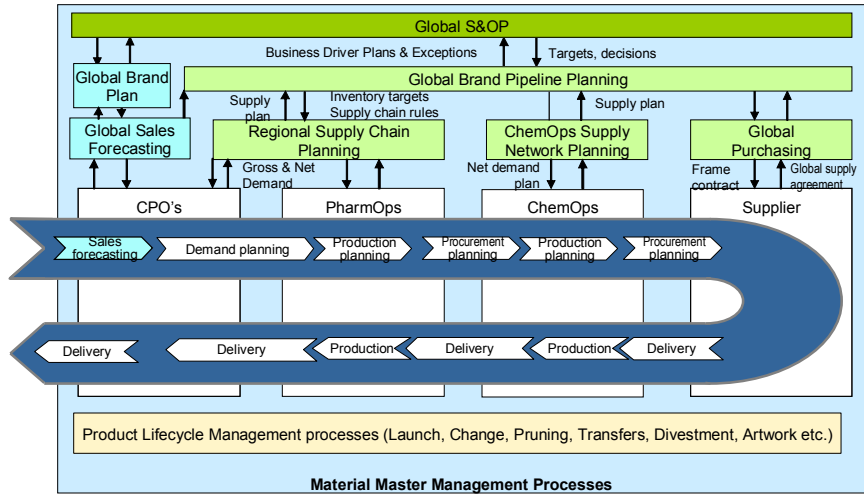 Global S&OP
Business Driver Plans & Exceptions
Targets, decisions
Global Brand
Plan
Global Brand Pipeline Planning
Supply
plan
Inventory targets
Supply chain rules
Supply plan
Global Sales
Forecasting
Regional Supply Chain
Planning
ChemOps Supply
Network Planning
Global
Purchasing
Gross & Net
Demand
Net demand
plan
Frame
contract
Global supply
agreement
CPO's
PharmOps
ChemOps
Supplier
Sales
forecasting
Demand planning
Production
planning
Procurement
planning
Production
planning
Procurement
planning
Delivery
Delivery
Production
Delivery
Production
Delivery
Product Lifecycle Management processes (Launch, Change, Pruning, Transfers, Divestment, Artwork etc.)
Material Master Management Processes